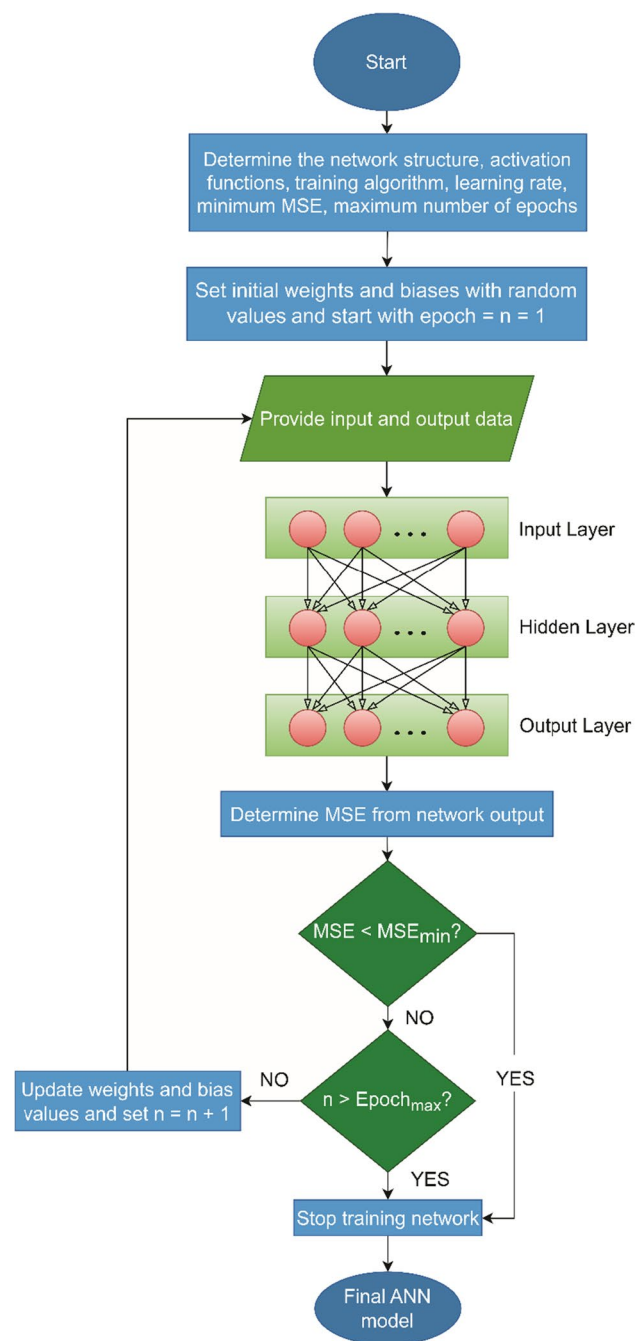 Start
Determine the network structure, activation
functions, training algorithm, learning rate,
minimum MSE, maximum number of epochs
Set initial weights and biases with random
values and start with epoch = n = 1
Provide input and output data
Input Layer
Hidden Layer
Output Layer
Determine MSE from network output
MSE < MSEmin?
NO
YES
n > Epochmax?
NO
Update weights and bias
values and set n = n + 1
YES
Stop training network
Final ANN
model